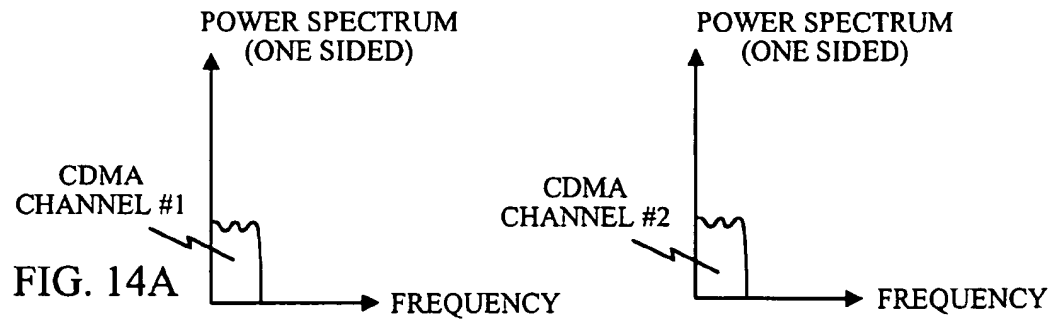 POWER SPECTRUM
(ONE SIDED)
CDMA
CHANNEL #1
FREQUENCY
FIG. 14A
POWER SPECTRUM
(ONE SIDED)
CDMA
CHANNEL #2
FREQUENCY